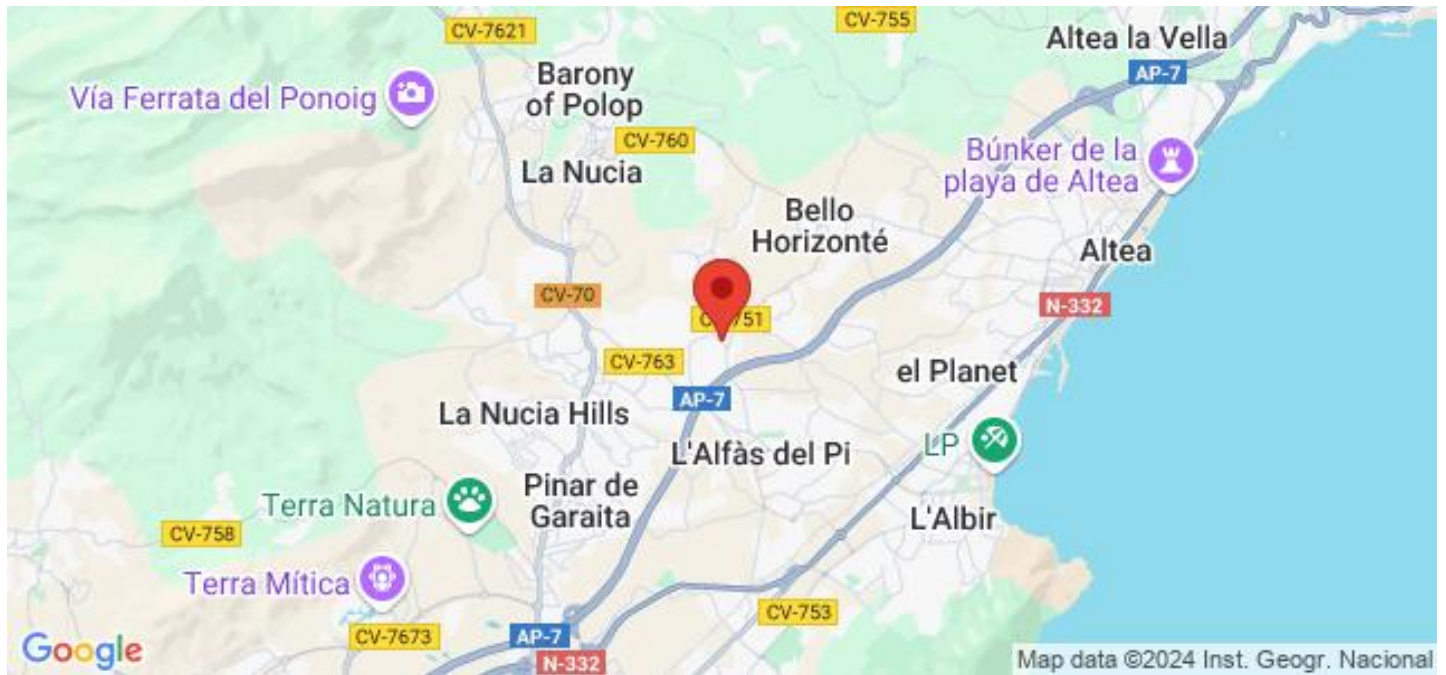 CV-7621
CV-755
Altea la Vella
AP-7
Vía Ferrata del Ponoig
Barony
of Polop
CV-760
La Nucia
Búnker de la
playa de Altea
Bello
Horizonté
Altea
CV-70
N-332
CV-763
el Planet
AP-7
La Nucia Hills
LP
L'Alfàs del Pi
Terra Natura
Pinar de
Garaita
L'Albir
CV-758
Terra Mítica
CV-753
CV-7673
AP-7
Google
N-332
Map data ©2024 Inst. Geogr. Nacional